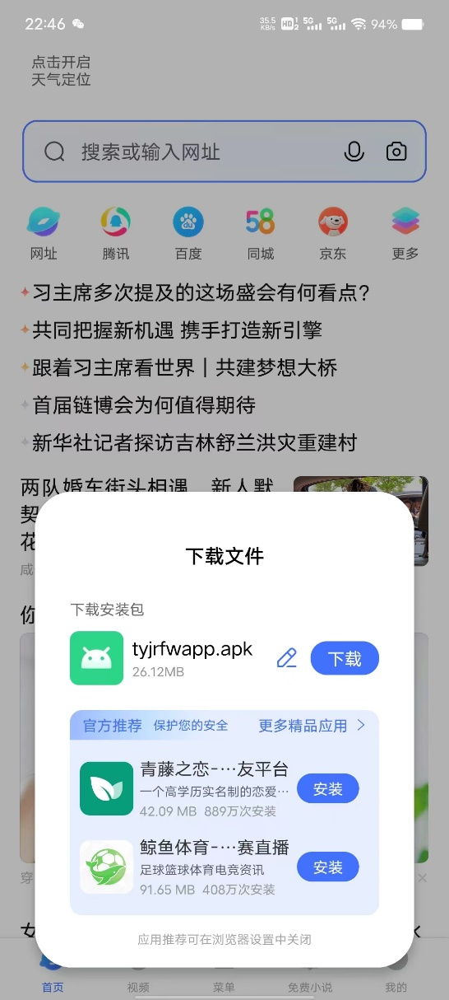 22:46
35.5 KB/s HD 1 2 5G 5G 94%
点击开启
天气定位
搜索或输入网址
网址 腾讯 百度 同城 京东 更多
习主席多次提及的这场盛会有何看点?
共同把握新机遇 携手打造新引擎
跟着习主席看世界｜共建梦想大桥
首届链博会为何值得期待
新华社记者探访吉林舒兰洪灾重建村
两队婚车街头相遇 新人默
契
花
咸
下载文件
你
下载安装包
tyjrfwapp.apk
26.12MB
下载
官方推荐 保护您的安全 更多精品应用
青藤之恋-···友平台
一个高学历实名制的恋爱···
42.09 MB 889万次安装
安装
鲸鱼体育-···赛直播
足球篮球体育电竞资讯
91.65 MB 408万次安装
安装
穿
女
应用推荐可在浏览器设置中关闭
首页 视频 菜单 免费小说 我的